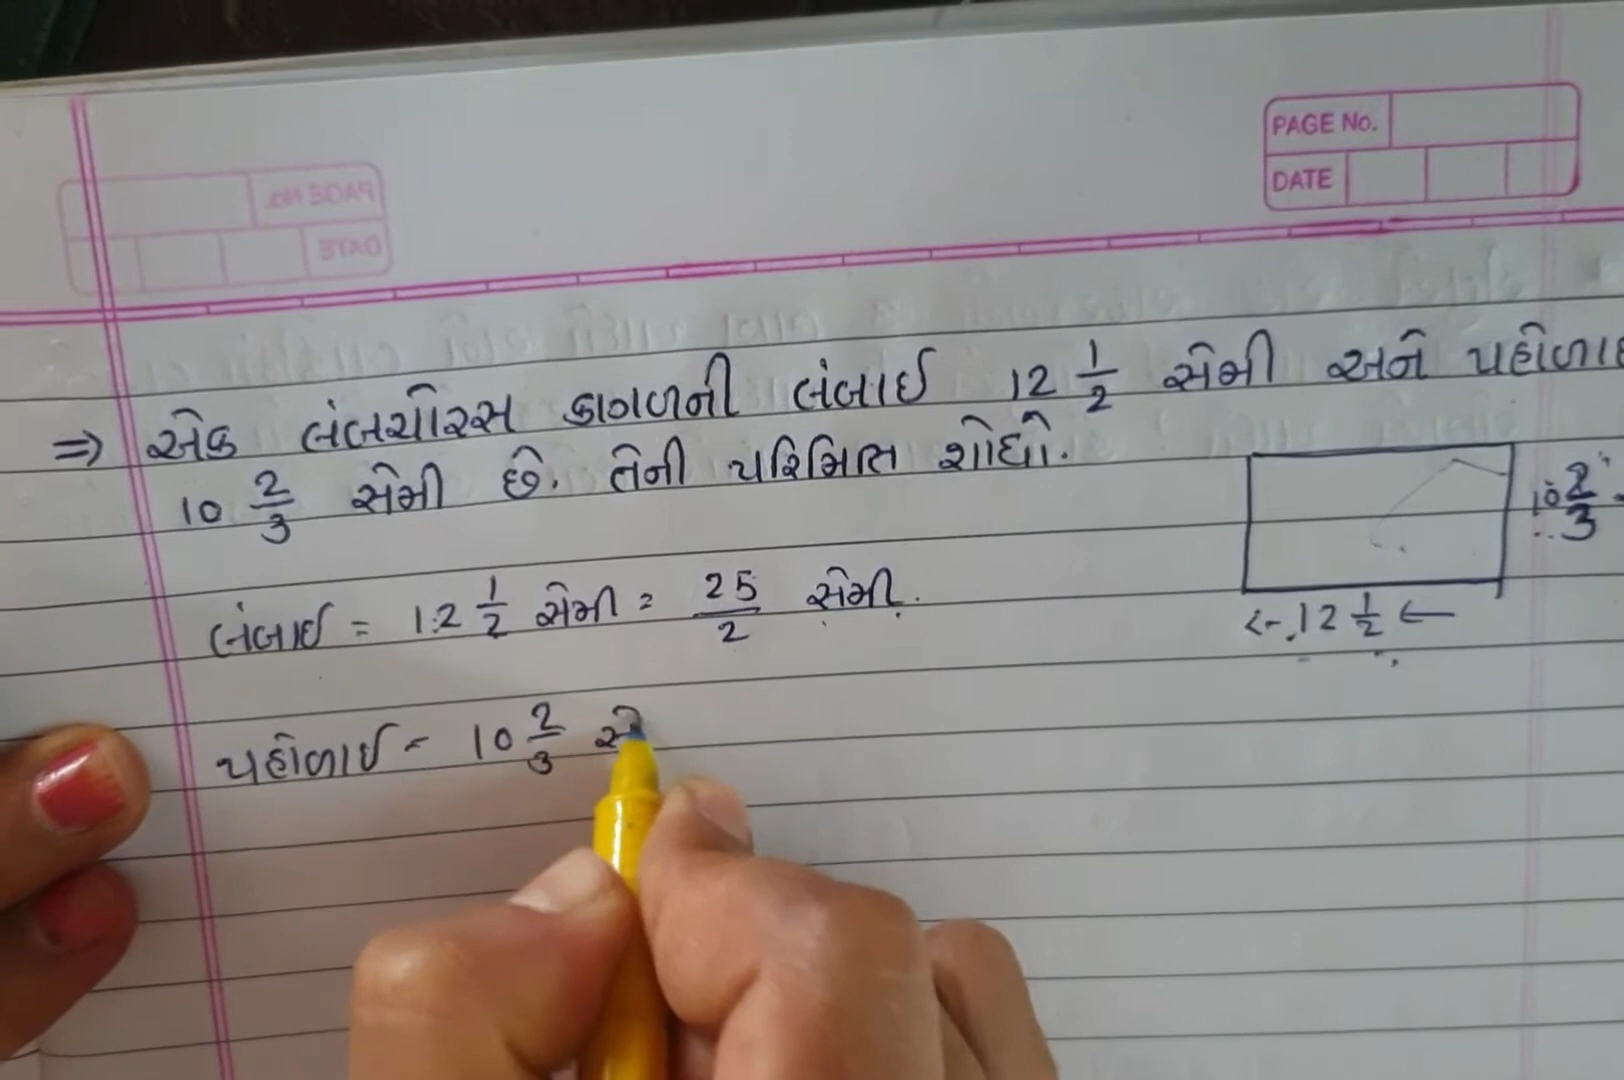 PAGE No.
DATE
⇒ એક લંબચોરસ કાગળની લંબાઈ 12 1/2 સેમી અને પહોળાઈ
10 2/3 સેમી છે. તેની પરિમિતિ શોધો.
10 2/3
લંબાઈ = 12 1/2 સેમી = 25/2 સેમી.
← 12 1/2 ←
પહોળાઈ = 10 2/3 સે